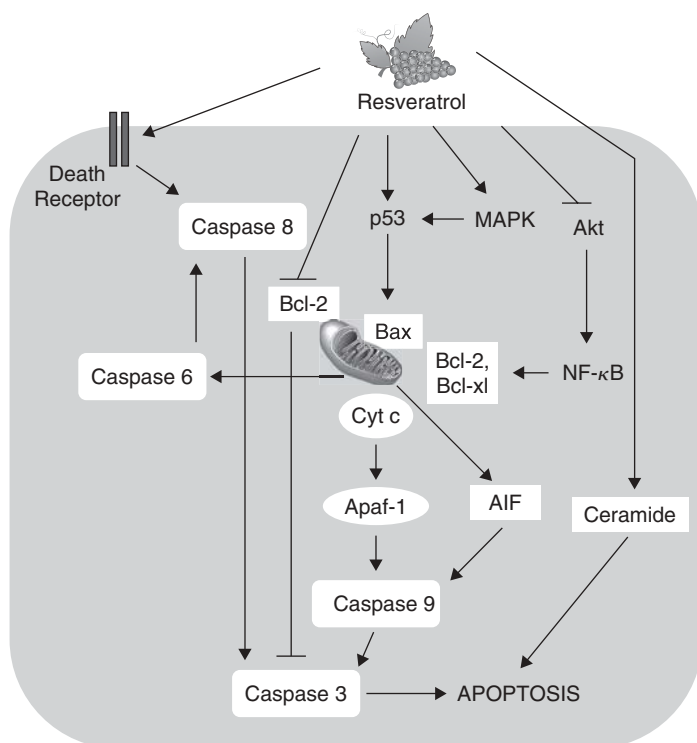 Resveratrol
Death
Receptor
Caspase 8
p53
MAPK
Akt
Bcl-2
Bax
Bcl-2,
Bcl-xl
NF-κB
Caspase 6
Cyt c
Apaf-1
AIF
Ceramide
Caspase 9
Caspase 3
APOPTOSIS